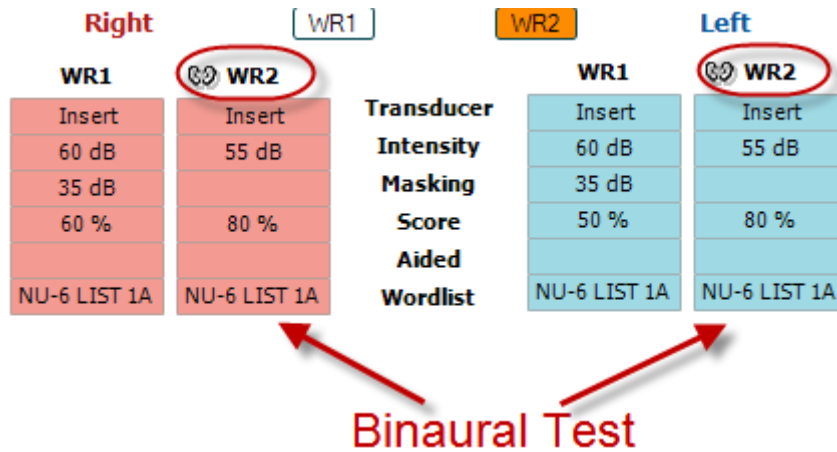 Right WR1 WR2 Left
WR1 WR2 WR1 WR2
Insert Insert Transducer Insert Insert
60 dB 55 dB Intensity 60 dB 55 dB
35 dB Masking 35 dB
60 % 80 % Score 50 % 80 %
Aided
NU-6 LIST 1A NU-6 LIST 1A Wordlist NU-6 LIST 1A NU-6 LIST 1A
Binaural Test